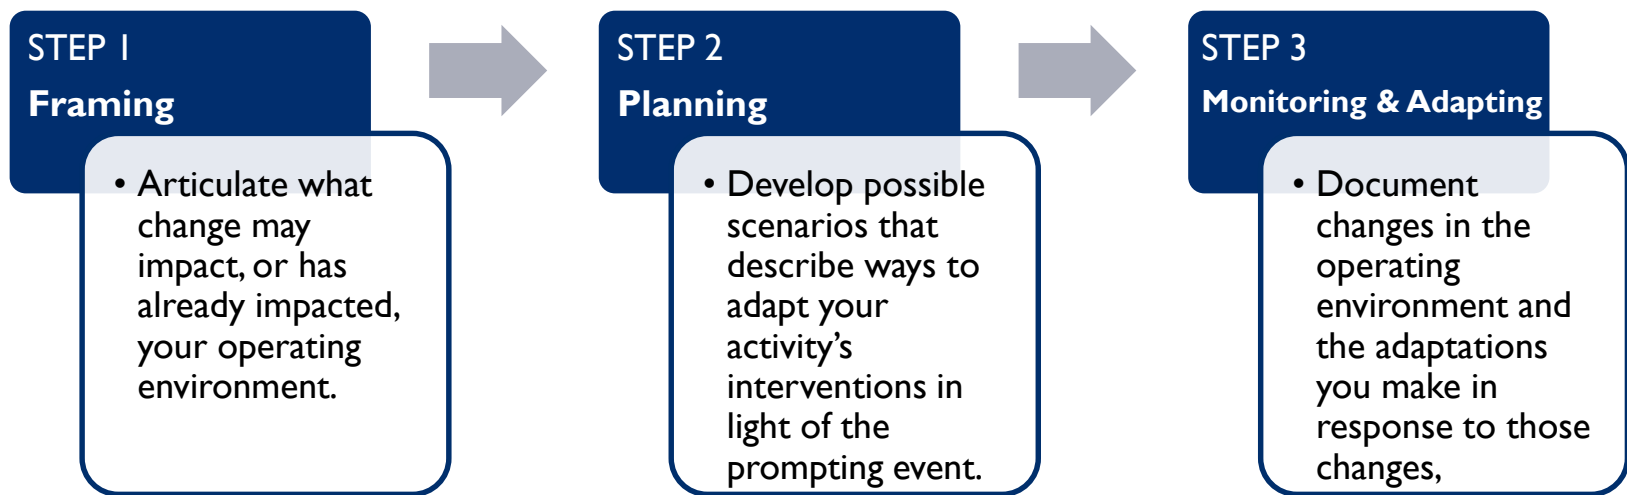 STEP 1
Framing
• Articulate what
change may
impact, or has
already impacted,
your operating
environment.
STEP 2
Planning
• Develop possible
scenarios that
describe ways to
adapt your
activity’s
interventions in
light of the
prompting event.
STEP 3
Monitoring & Adapting
• Document
changes in the
operating
environment and
the adaptations
you make in
response to those
changes,